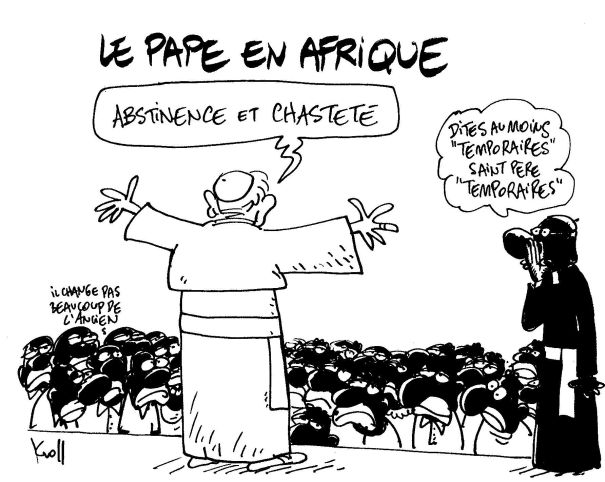 LE PAPE EN AFRIQUE
ABSTINENCE ET CHASTETÉ
DITES AU MOINS
"TEMPORAIRES"
SAINT PERE
"TEMPORAIRES"
IL CHANGE PAS
BEAUCOUP DE
L'ANCIEN
Kroll